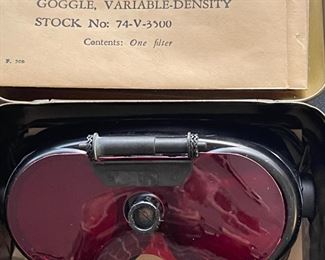 GOGGLE, VARIABLE-DENSITY
STOCK No: 74-V-3500
Contents: One filter